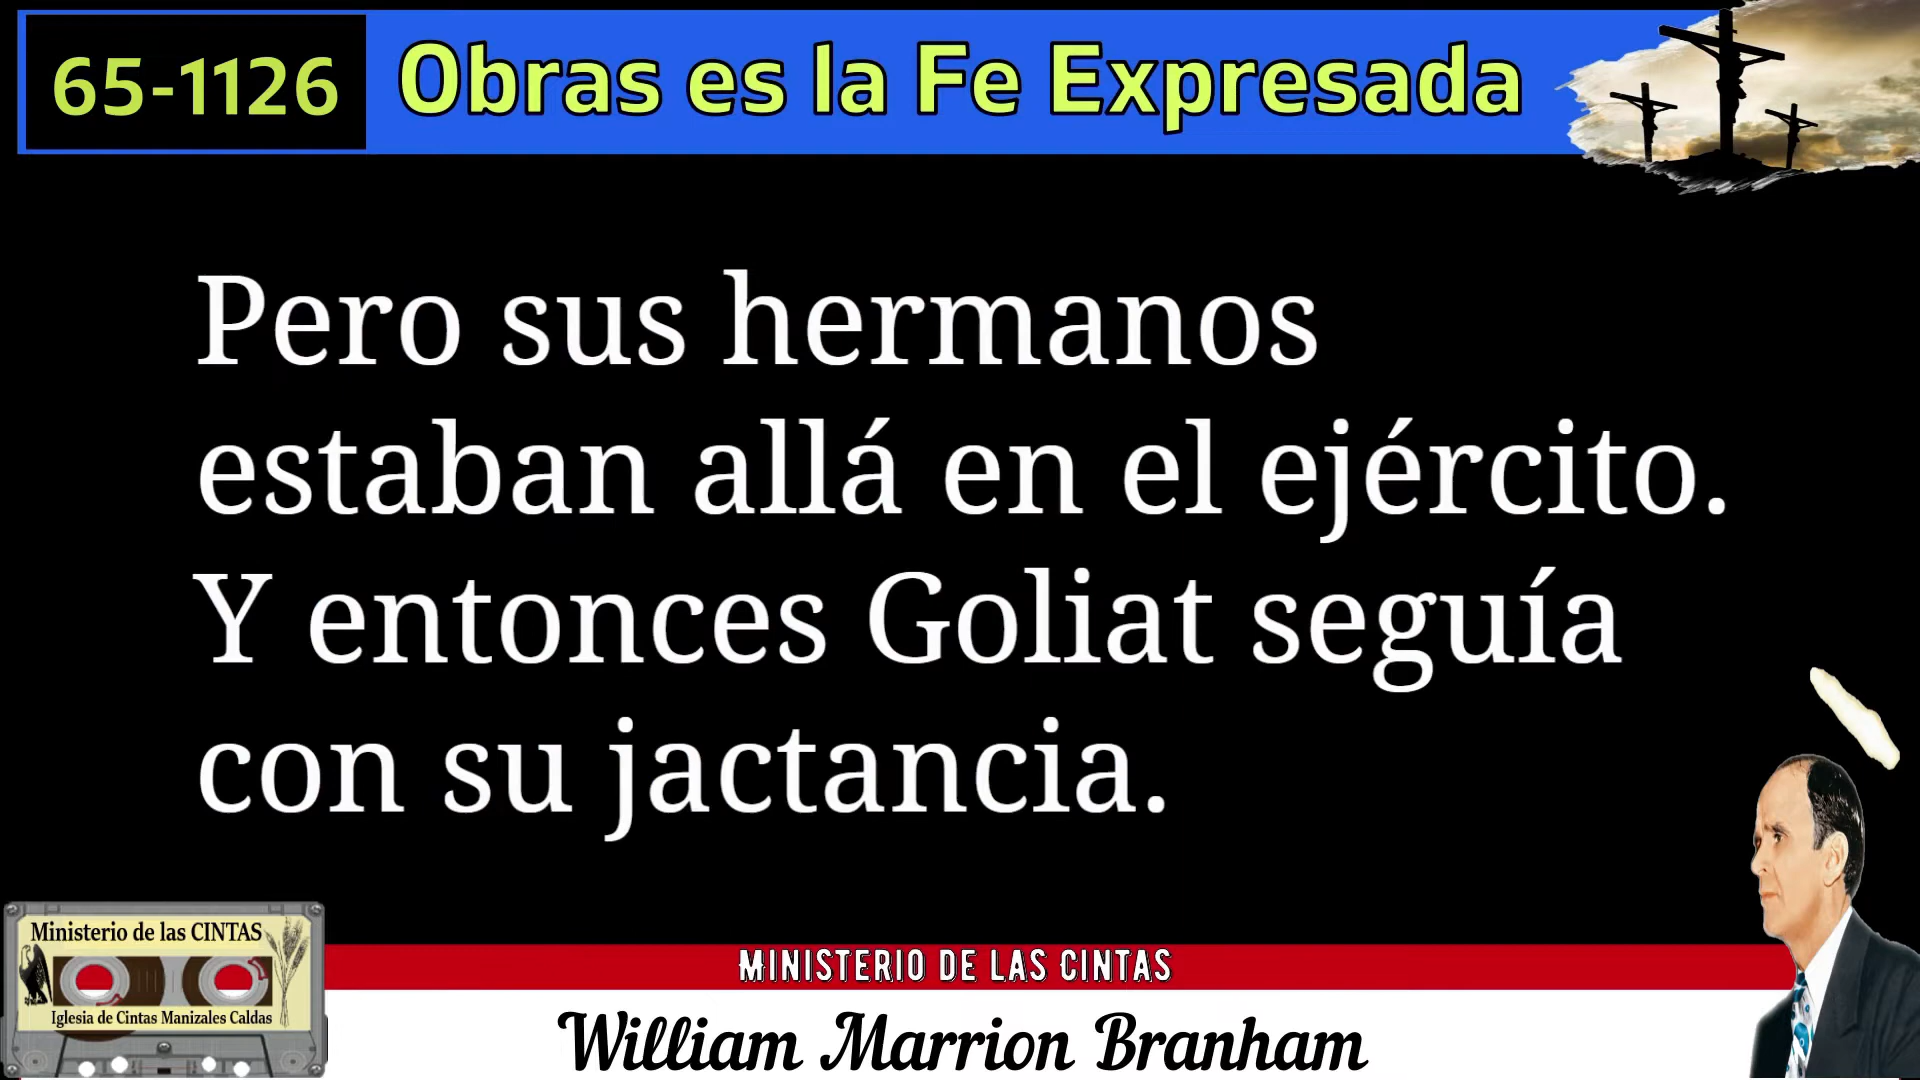 65-1126
Obras es la Fe Expresada
Pero sus hermanos
estaban allá en el ejército.
Y entonces Goliat seguía
con su jactancia.
Ministerio de las CINTAS
Iglesia de Cintas Manizales Caldas
MINISTERIO DE LAS CINTAS
William Marrion Branham